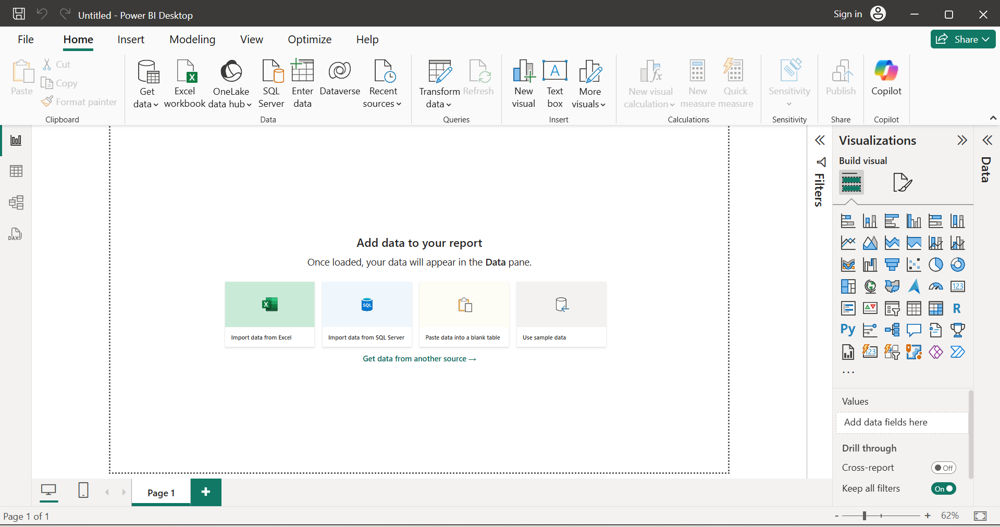 Untitled - Power BI Desktop
Sign in
File Home Insert Modeling View Optimize Help
Share
Paste
Cut
Copy
Format painter
Clipboard
Get data
Excel workbook
OneLake data hub
SQL Server
Enter data
Dataverse
Recent sources
Data
Transform data
Refresh
Queries
New visual
Text box
More visuals
Insert
New visual calculation
New measure
Quick measure
Calculations
Sensitivity
Sensitivity
Publish
Share
Copilot
Copilot
DAX
Add data to your report
Once loaded, your data will appear in the Data pane.
SQL
Import data from Excel
Import data from SQL Server
Paste data into a blank table
Use sample data
Get data from another source →
Filters
Visualizations
Build visual
123
R
Py
123
...
Values
Add data fields here
Drill through
Cross-report Off
Keep all filters On
Data
Page 1
+
Page 1 of 1
- + 62%